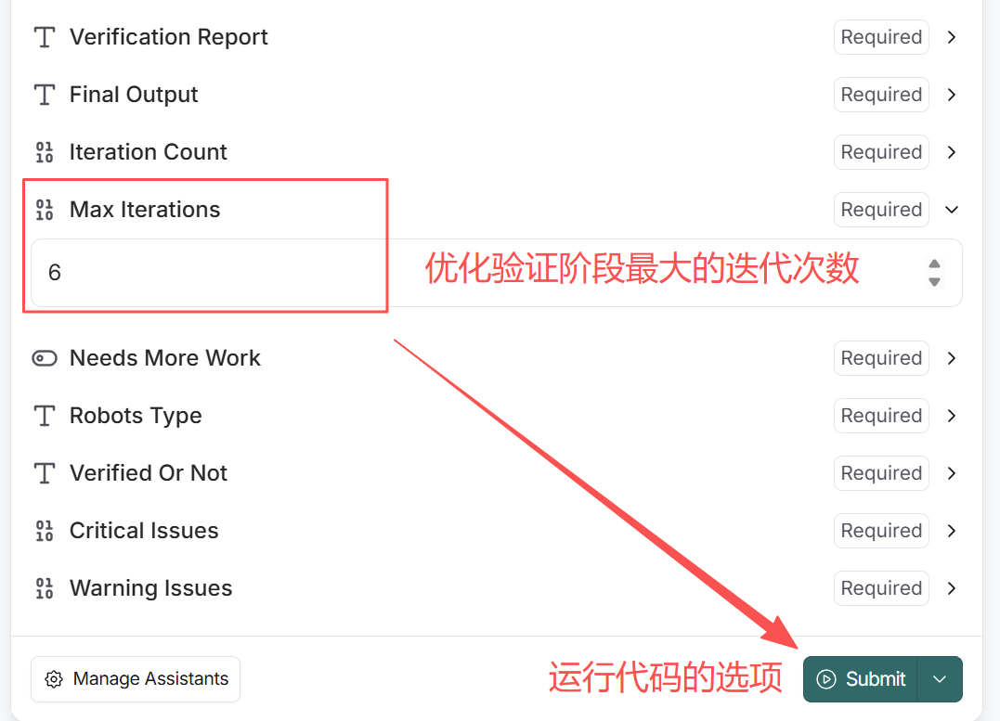 Verification Report Required
Final Output Required
Iteration Count Required
Max Iterations Required
6 优化验证阶段最大的迭代次数
Needs More Work Required
Robots Type Required
Verified Or Not Required
Critical Issues Required
Warning Issues Required
Manage Assistants 运行代码的选项 Submit